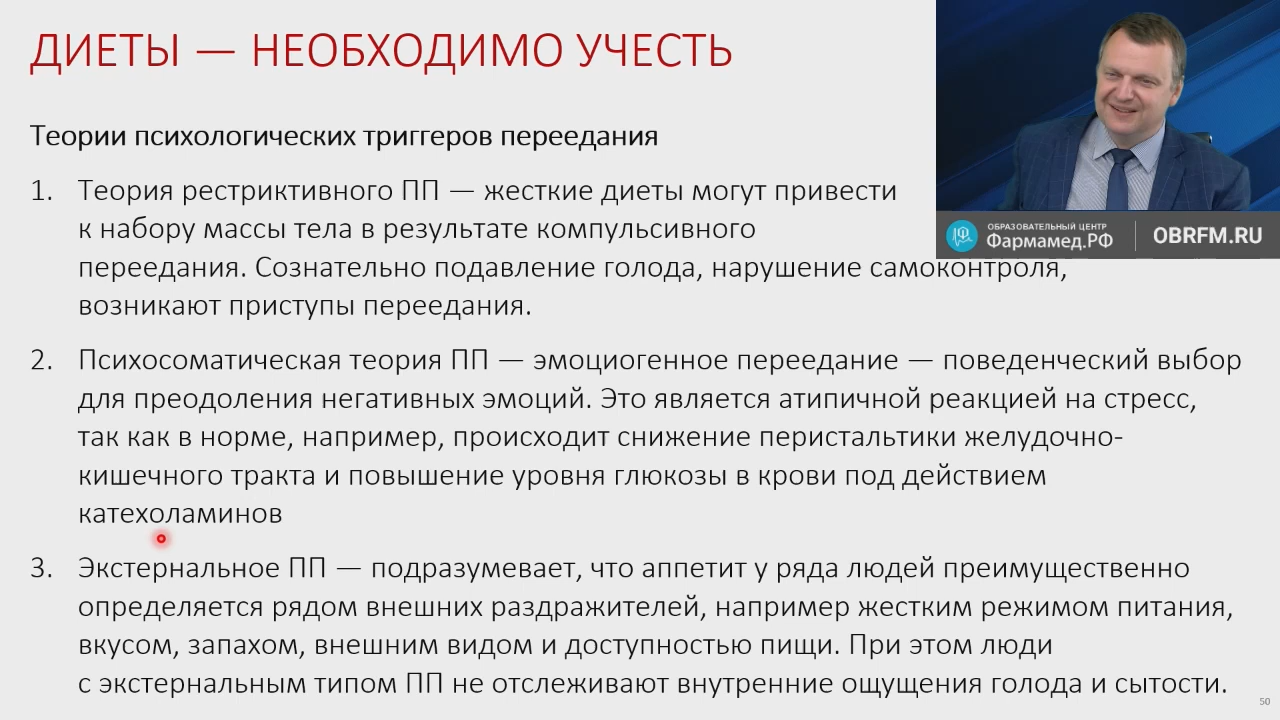 ДИЕТЫ — НЕОБХОДИМО УЧЕСТЬ
Теории психологических триггеров переедания
1. Теория рестриктивного ПП — жесткие диеты могут привести
к набору массы тела в результате компульсивного
переедания. Сознательно подавление голода, нарушение самоконтроля,
возникают приступы переедания.
2. Психосоматическая теория ПП — эмоциогенное переедание — поведенческий выбор
для преодоления негативных эмоций. Это является атипичной реакцией на стресс,
так как в норме, например, происходит снижение перистальтики желудочно-
кишечного тракта и повышение уровня глюкозы в крови под действием
катехоламинов
3. Экстернальное ПП — подразумевает, что аппетит у ряда людей преимущественно
определяется рядом внешних раздражителей, например жестким режимом питания,
вкусом, запахом, внешним видом и доступностью пищи. При этом люди
с экстернальным типом ПП не отслеживают внутренние ощущения голода и сытости.
ОБРАЗОВАТЕЛЬНЫЙ ЦЕНТР
Фармамед.РФ
OBRFM.RU
50